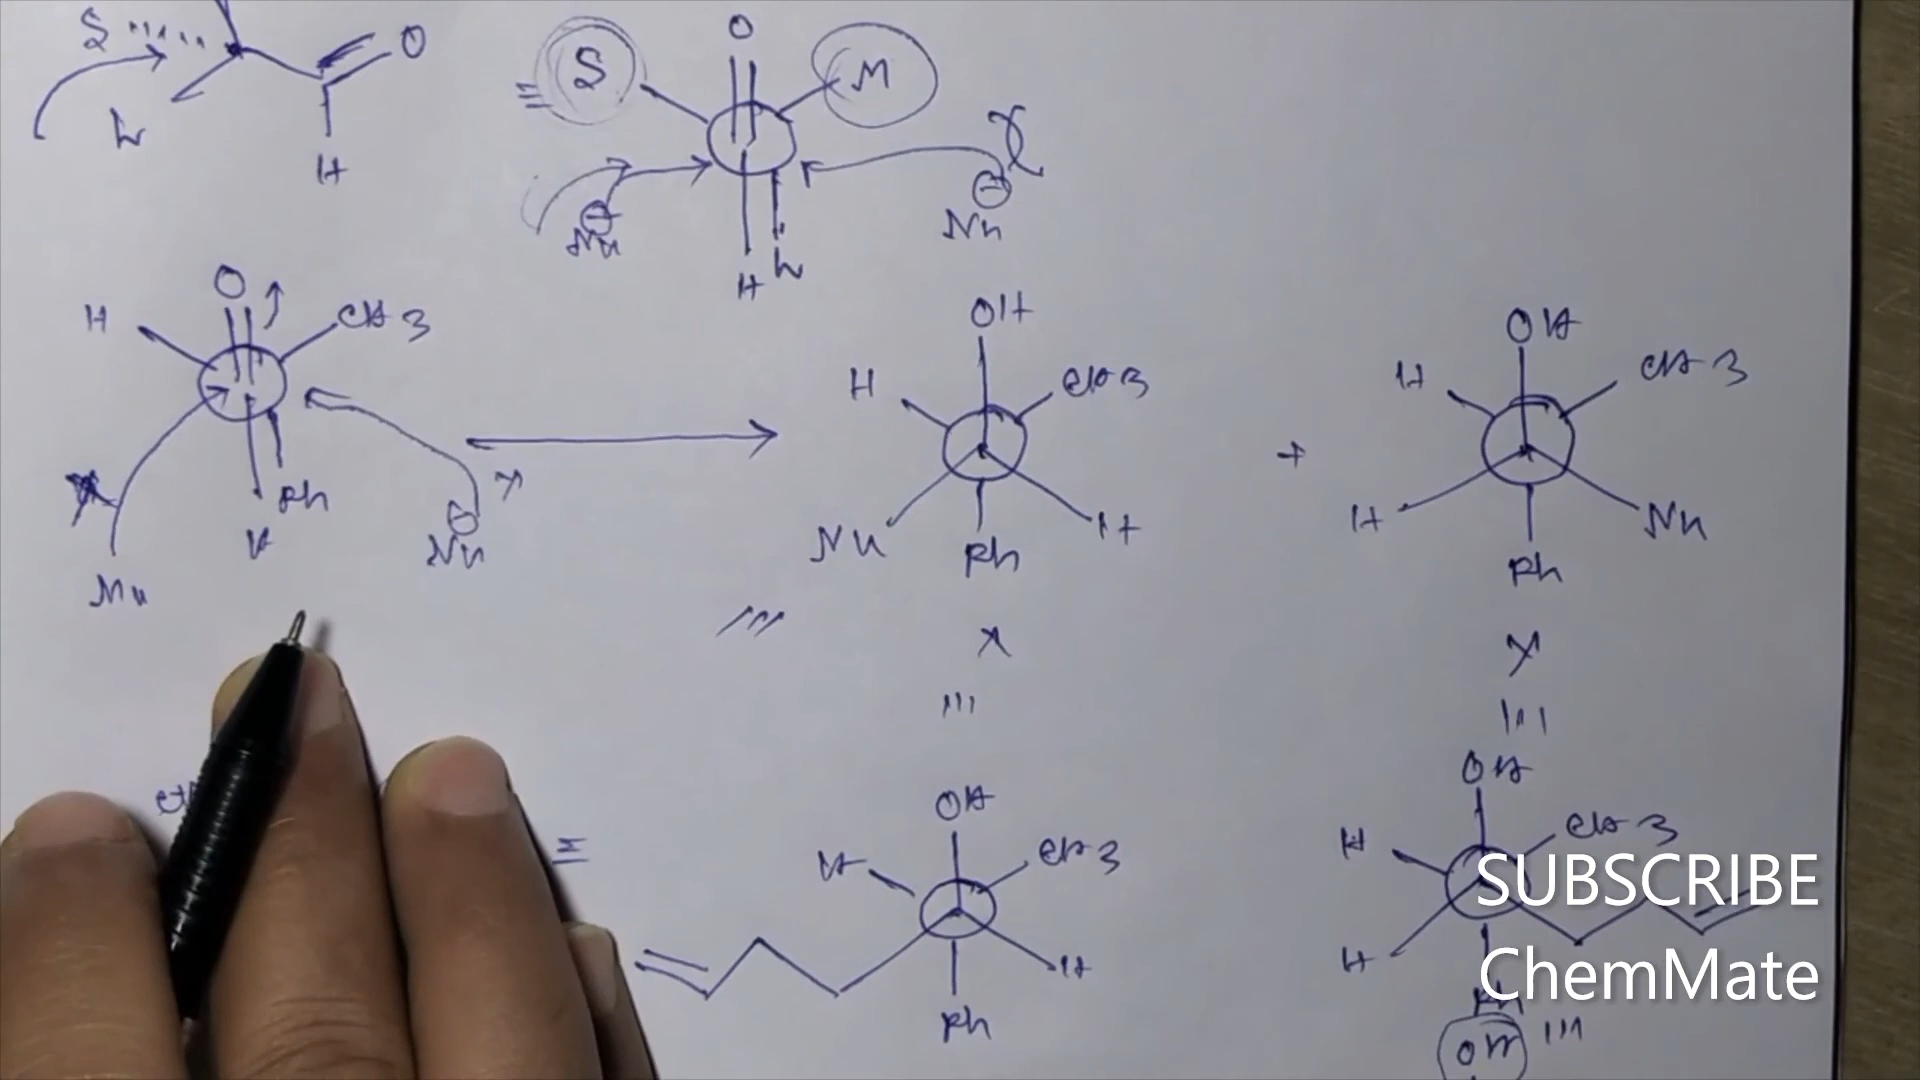 S O
O
S M
L
H
Nu Nu
H L
O
H CH3
OH
OH
H CH3
H CH3
Nu
+
H
Ph
H
Nu
Nu H
Ph
H Nu
Ph
X
Y
OH
OH
H CH3
H CH3
SUBSCRIBE
H
H
ChemMate
Ph
Ph
OH